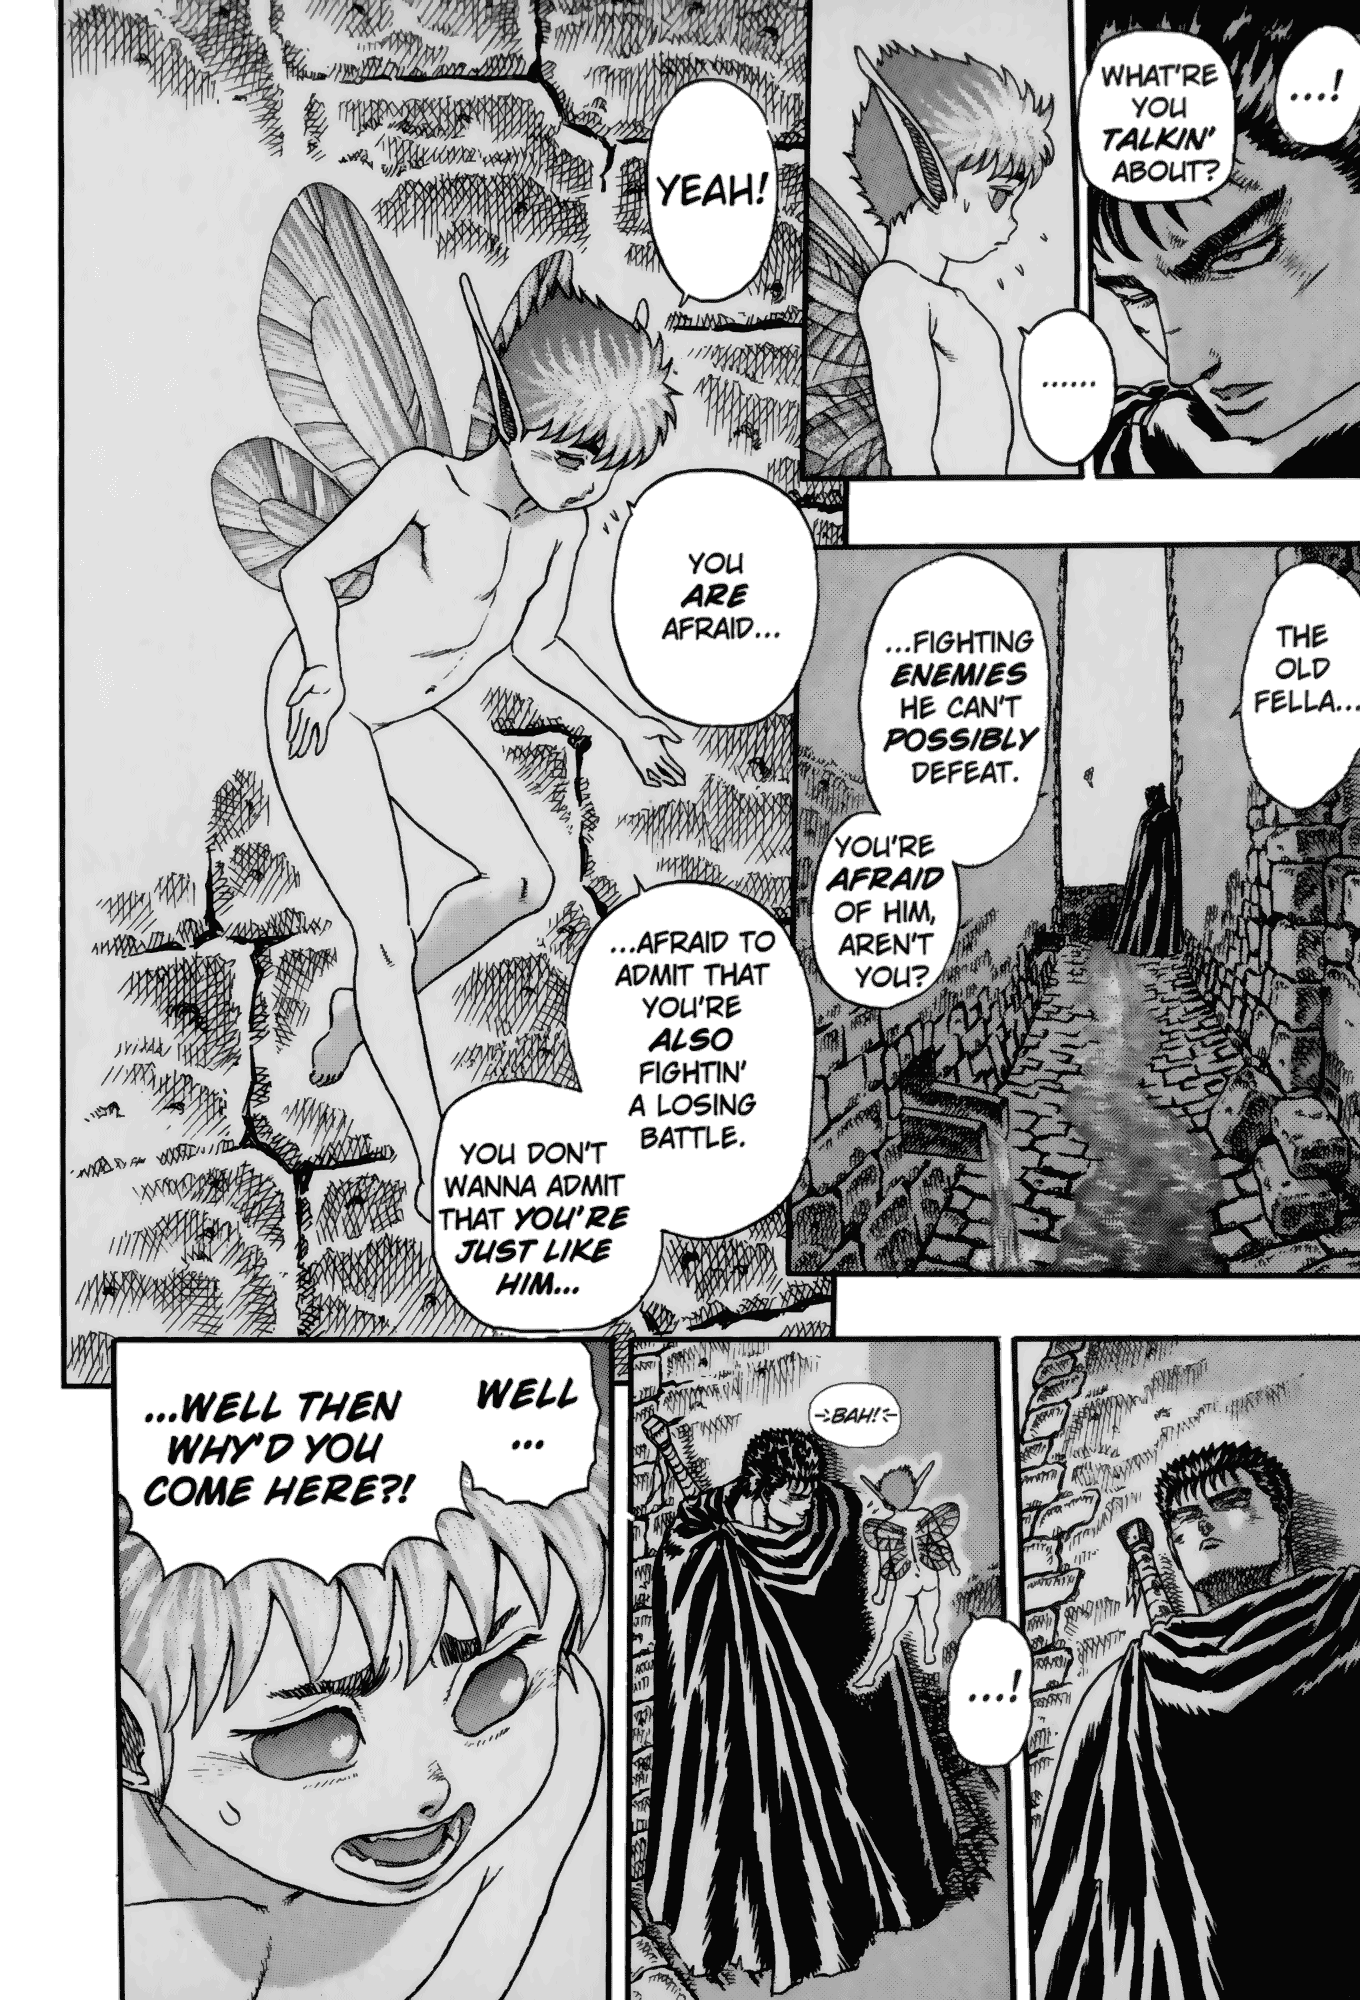 ...!
WHAT'RE
YOU
TALKIN'
ABOUT?
......
THE
OLD
FELLA...
...FIGHTING
ENEMIES
HE CAN'T
POSSIBLY
DEFEAT.
YOU'RE
AFRAID
OF HIM,
AREN'T
YOU?
YEAH!
YOU
ARE
AFRAID...
...AFRAID TO
ADMIT THAT
YOU'RE
ALSO
FIGHTIN'
A LOSING
BATTLE.
YOU DON'T
WANNA ADMIT
THAT YOU'RE
JUST LIKE
HIM...
...!
BAH!
WELL
...
...WELL THEN
WHY'D YOU
COME HERE?!